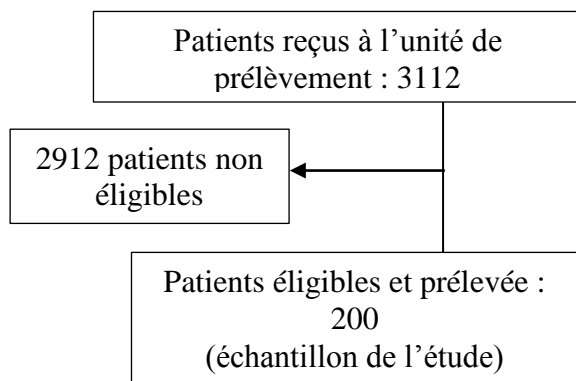 Patients reçus à l’unité de
prélèvement : 3112
2912 patients non
éligibles
Patients éligibles et prélevée :
200
(échantillon de l’étude)